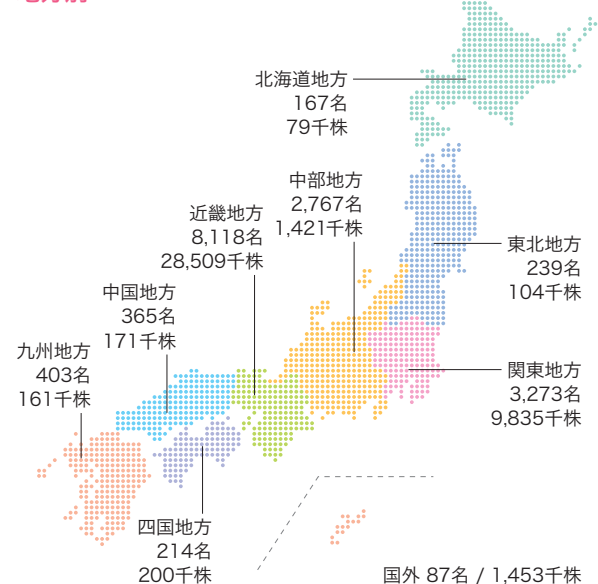 北海道地方
167名
79千株
中部地方
2,767名
1,421千株
近畿地方
8,118名
28,509千株
東北地方
239名
104千株
中国地方
365名
171千株
九州地方
403名
161千株
関東地方
3,273名
9,835千株
四国地方
214名
200千株
国外 87名 / 1,453千株